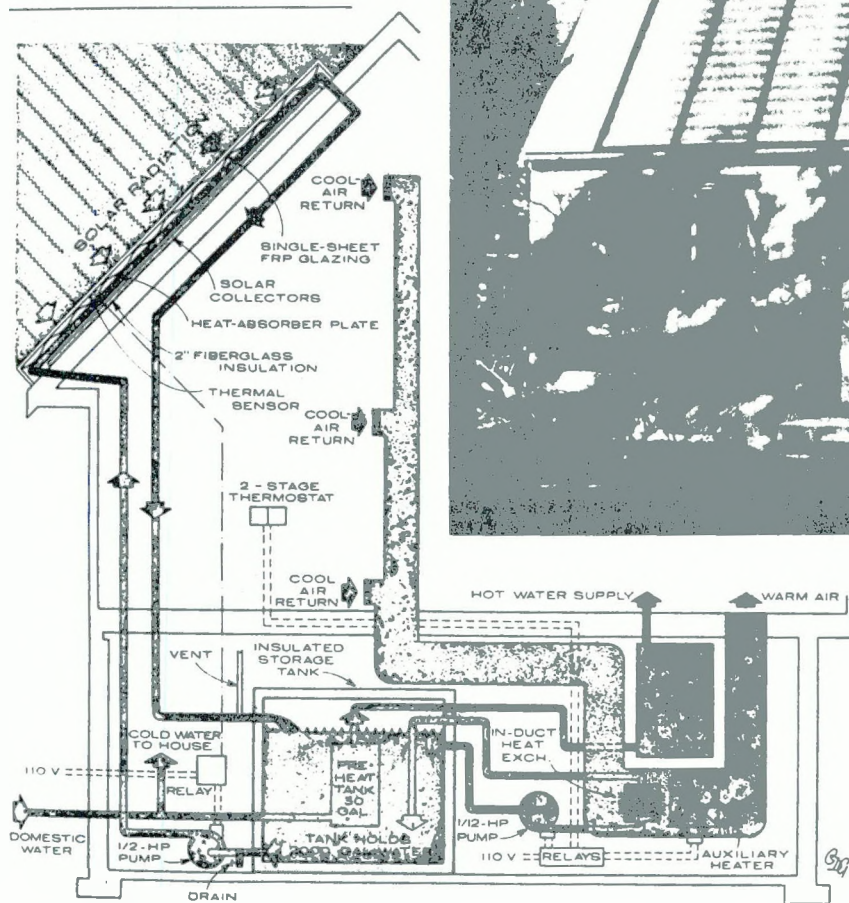 SOLAR RADIATION
COOL-
AIR
RETURN
SINGLE-SHEET
FRP GLAZING
SOLAR
COLLECTORS
HEAT-ABSORBER PLATE
2" FIBERGLASS
INSULATION
THERMAL
SENSOR
COOL-
AIR
RETURN
2-STAGE
THERMOSTAT
COOL
AIR
RETURN
HOT WATER SUPPLY
WARM AIR
VENT
INSULATED
STORAGE
TANK
COLD WATER
TO HOUSE
IN-DUCT
HEAT
EXCH.
PRE-
HEAT
TANK
30
GAL.
110 V
RELAY
DOMESTIC
WATER
1/2-HP
PUMP
TANK HOLDS
2000 GAL. WATER
1/12-HP
PUMP
110 V
RELAYS
AUXILIARY
HEATER
DRAIN